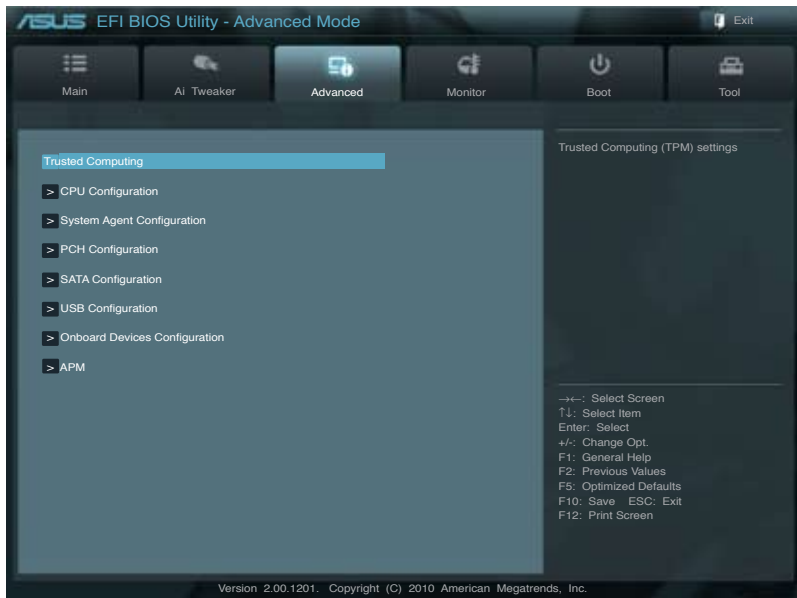 ASUS EFI BIOS Utility - Advanced Mode
Exit
Main
Ai Tweaker
Advanced
Monitor
Boot
Tool
Trusted Computing
> CPU Configuration
> System Agent Configuration
> PCH Configuration
> SATA Configuration
> USB Configuration
> Onboard Devices Configuration
> APM
Trusted Computing (TPM) settings
→←: Select Screen
↑↓: Select Item
Enter: Select
+/-: Change Opt.
F1: General Help
F2: Previous Values
F5: Optimized Defaults
F10: Save ESC: Exit
F12: Print Screen
Version 2.00.1201. Copyright (C) 2010 American Megatrends, Inc.